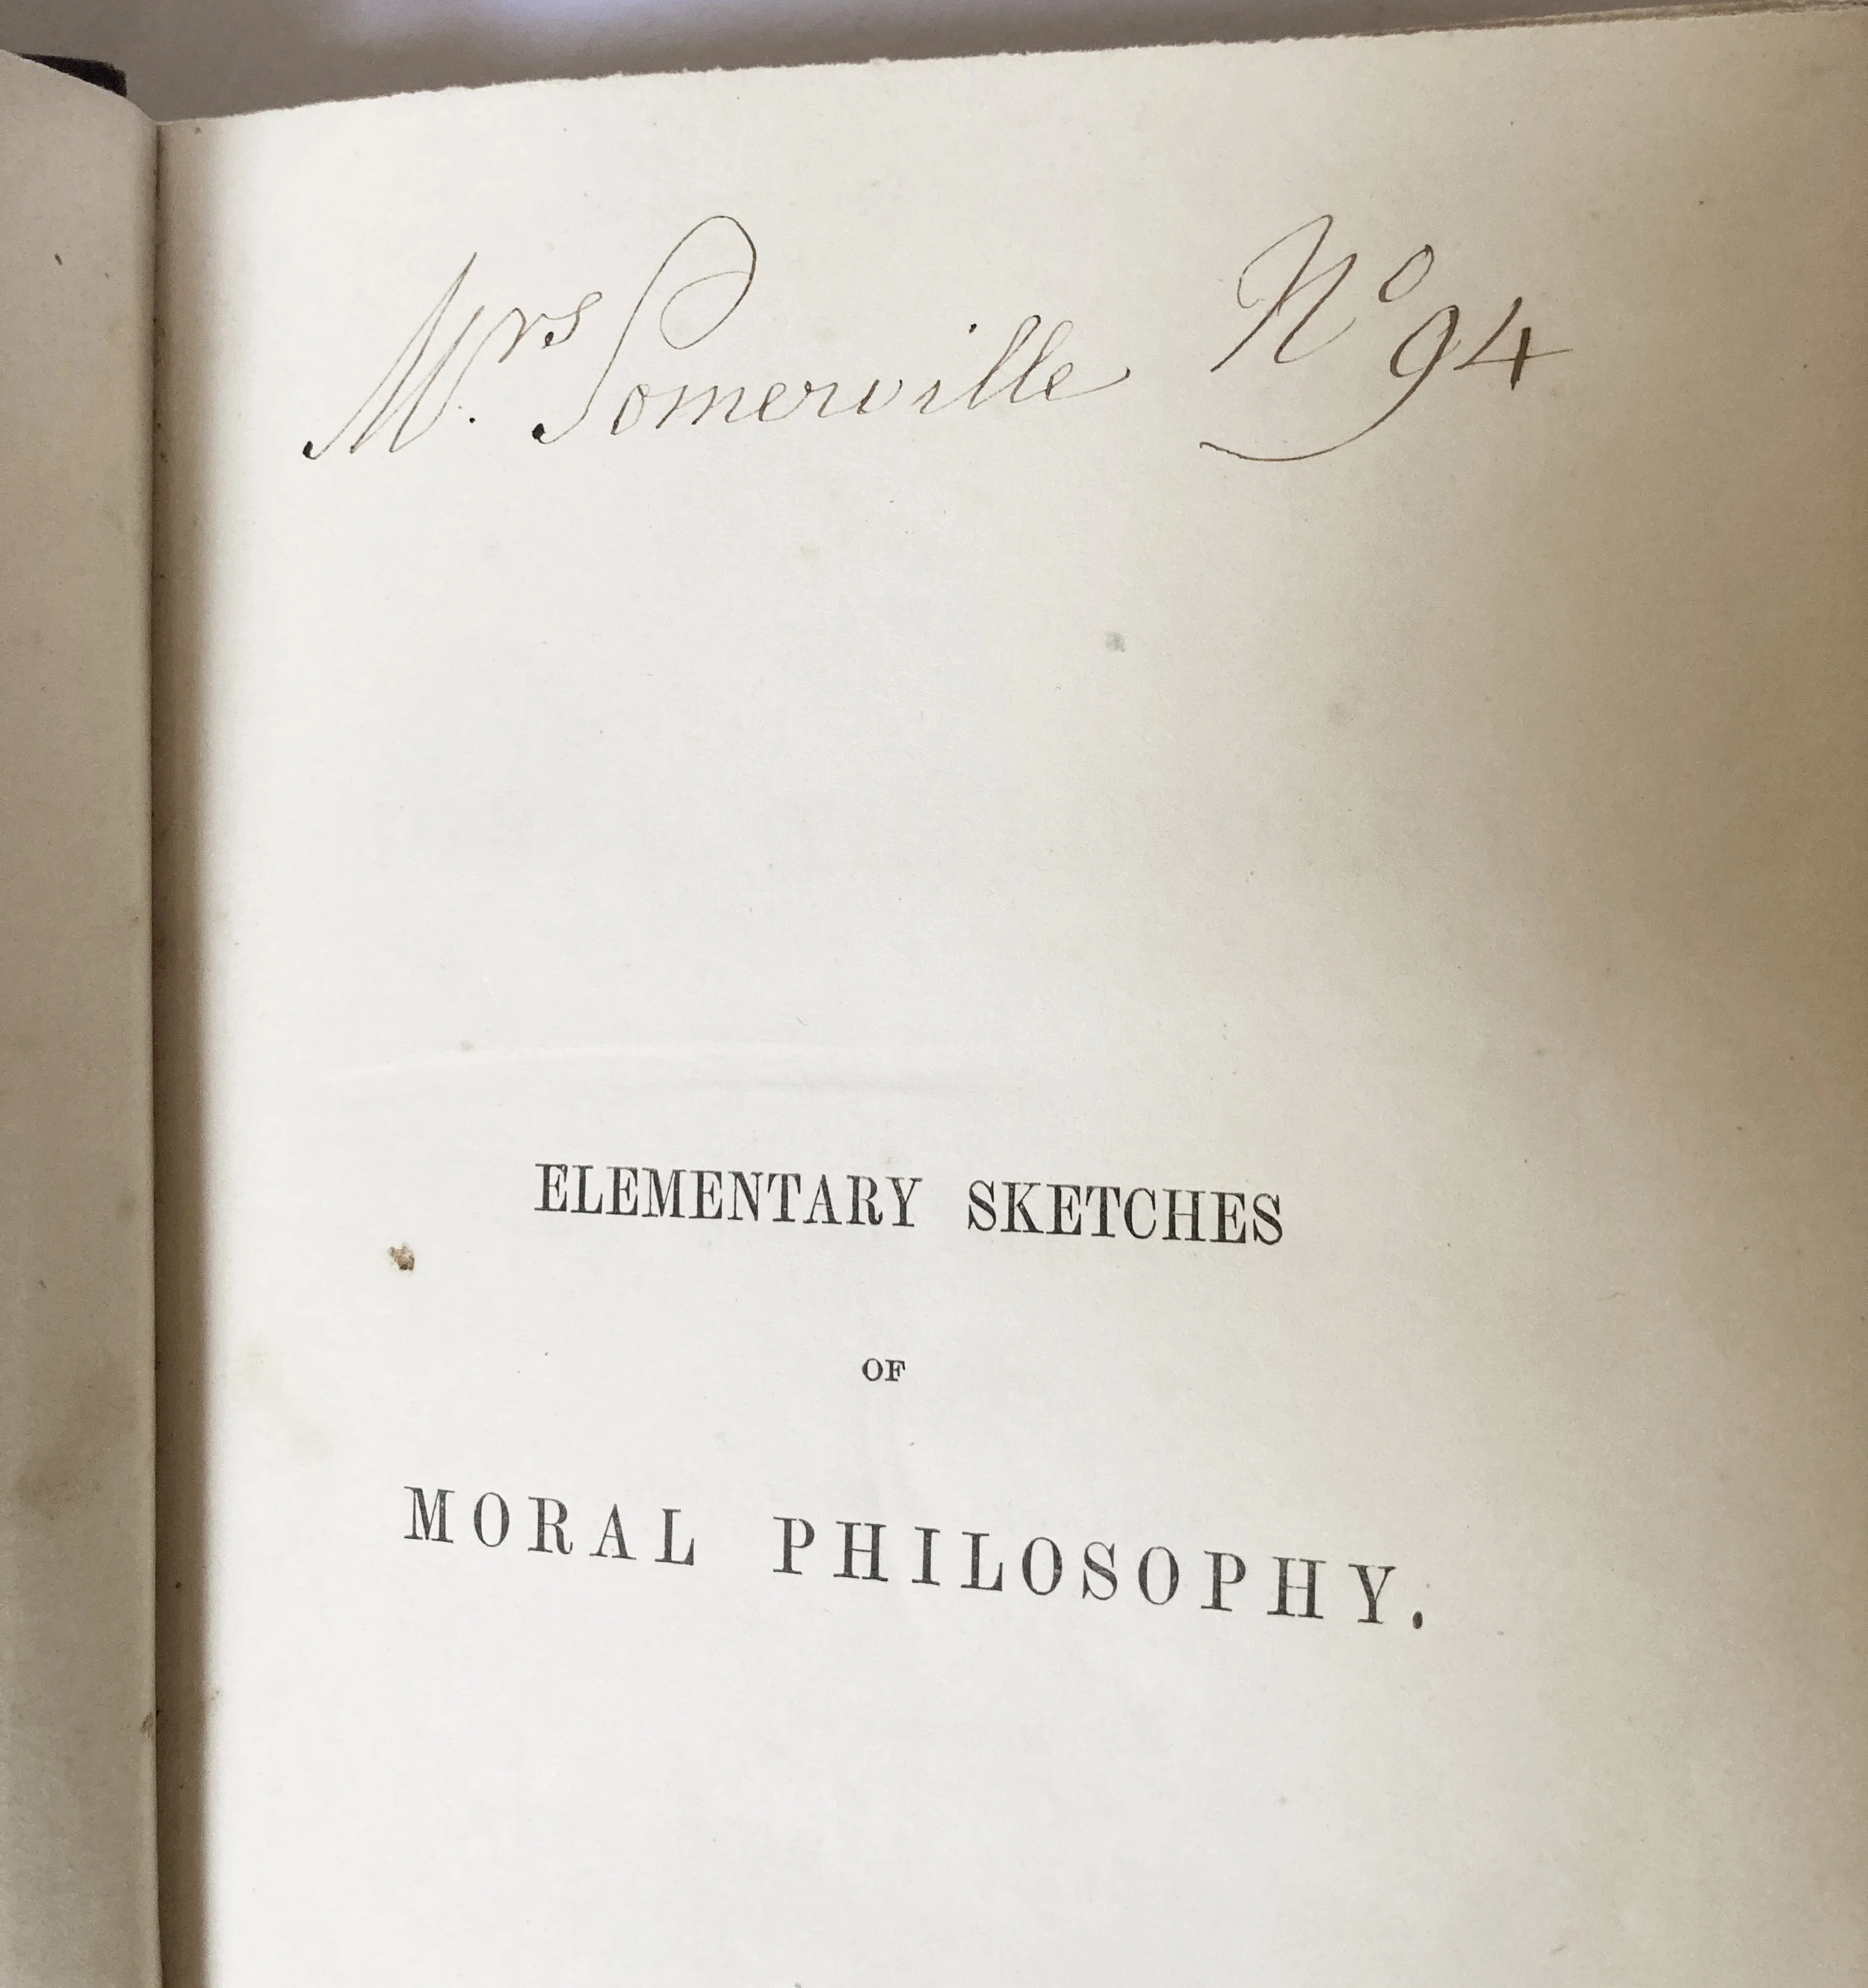 Mrs. Somerville No 94
ELEMENTARY SKETCHES
OF
MORAL PHILOSOPHY.